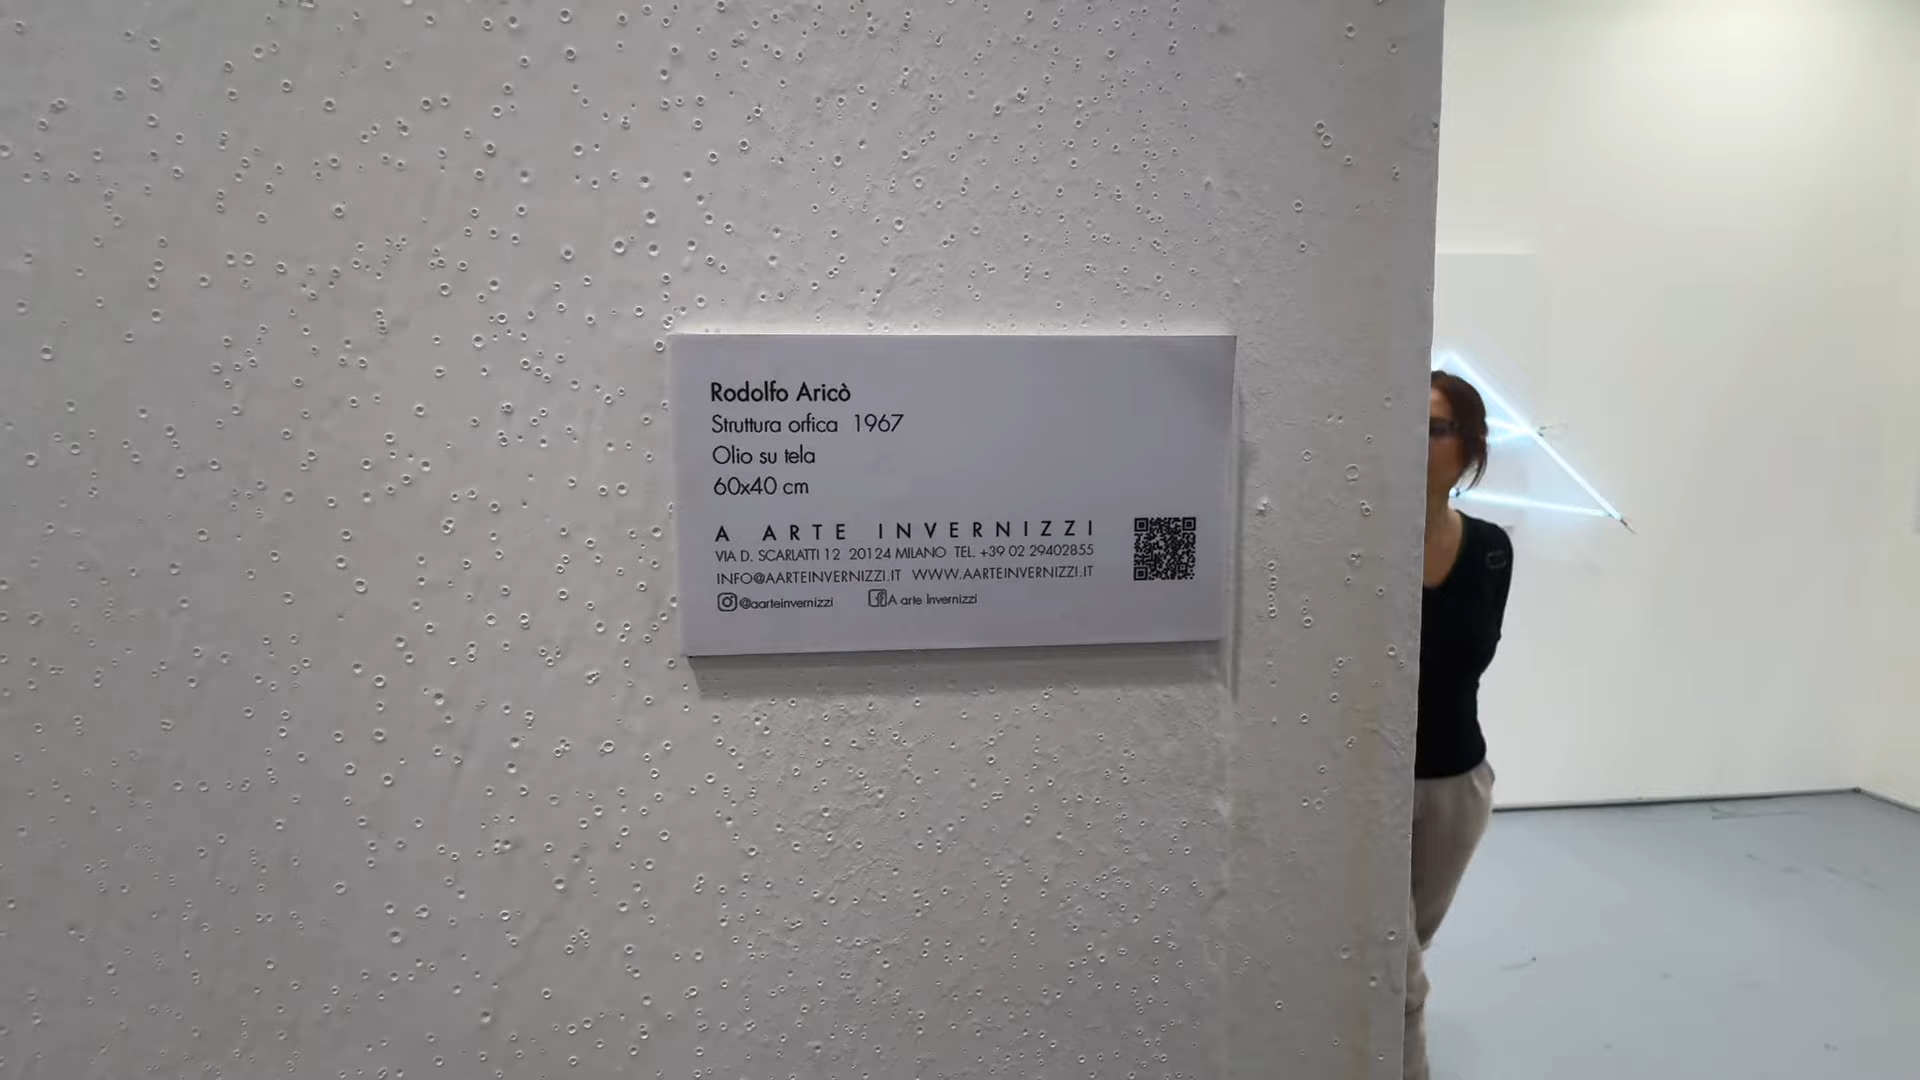 Rodolfo Aricò
Struttura orfica 1967
Olio su tela
60x40 cm
A ARTE INVERNIZZI
VIA D. SCARLATTI 12 20124 MILANO TEL. +39 02 29402855
INFO@AARTEINVERNIZZI.IT WWW.AARTEINVERNIZZI.IT
@aarteinvernizzi A arte Invernizzi